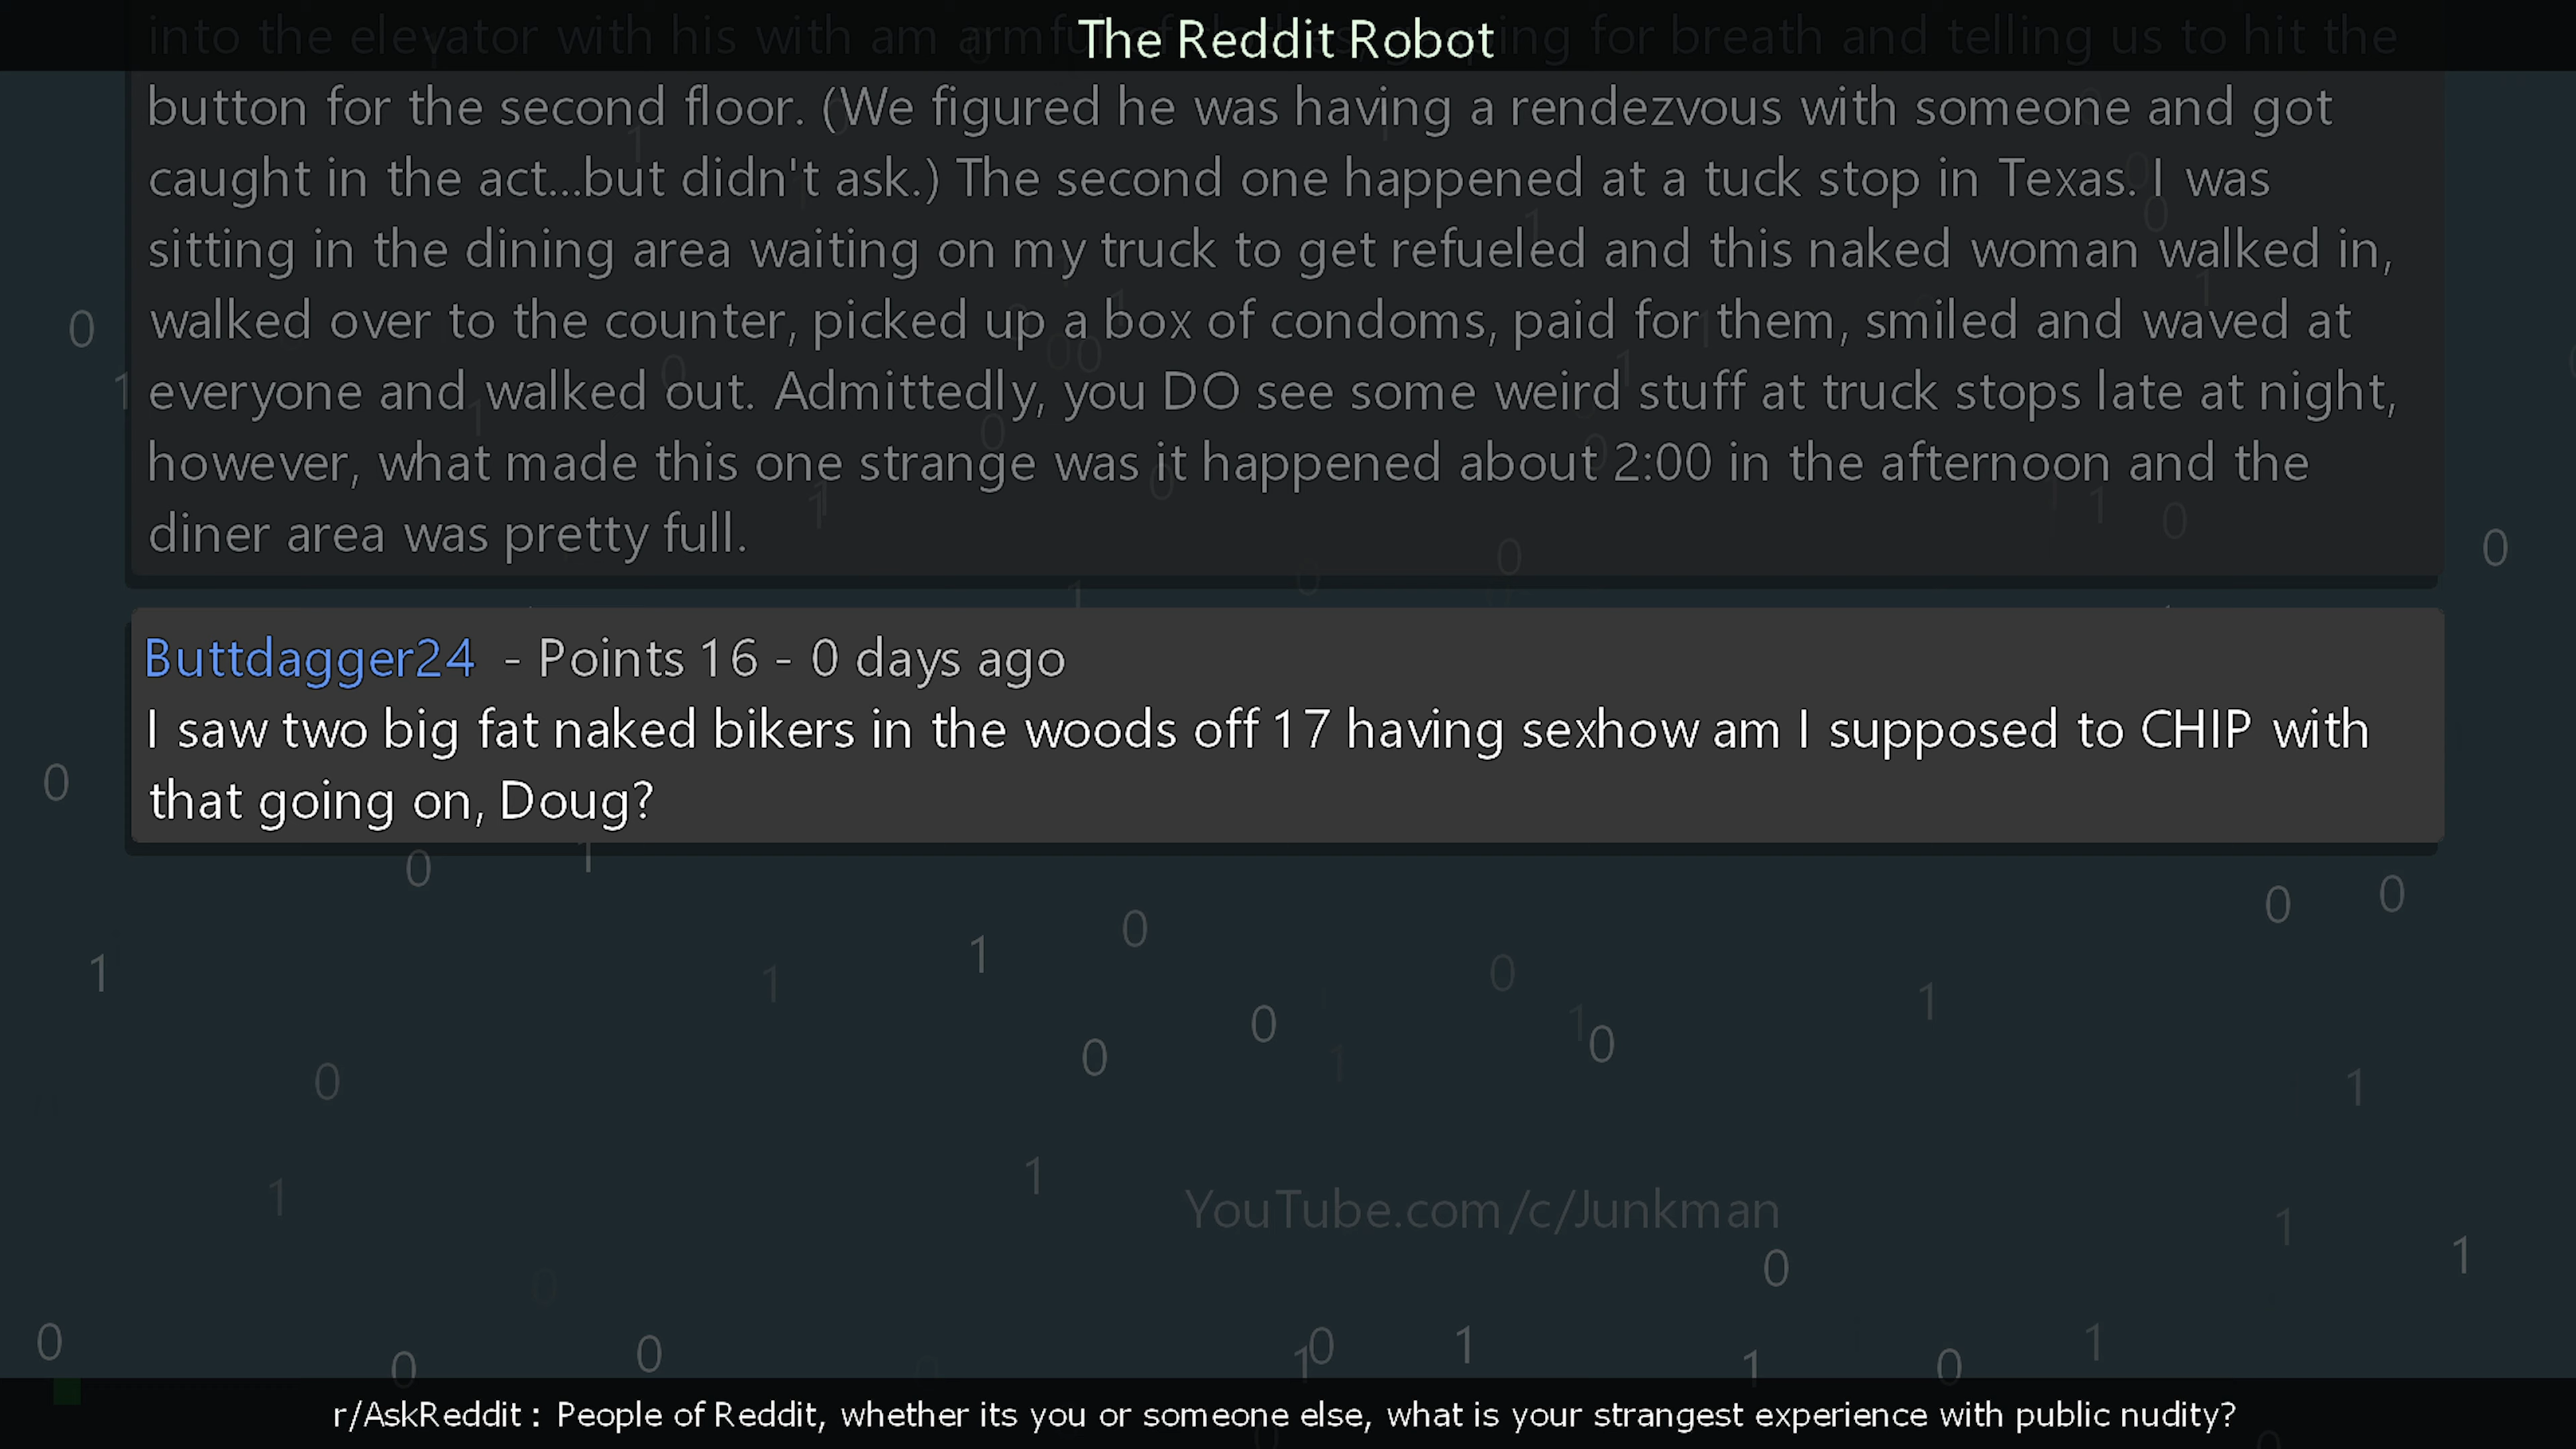 The Reddit Robot
into the elevator with his with am for breath and telling us to hit the
button for the second floor. (We figured he was having a rendezvous with someone and got
caught in the act...but didn't ask.) The second one happened at a tuck stop in Texas. I was
sitting in the dining area waiting on my truck to get refueled and this naked woman walked in,
walked over to the counter, picked up a box of condoms, paid for them, smiled and waved at
everyone and walked out. Admittedly, you DO see some weird stuff at truck stops late at night,
however, what made this one strange was it happened about 2:00 in the afternoon and the
diner area was pretty full.
Buttdagger24 - Points 16 - 0 days ago
I saw two big fat naked bikers in the woods off 17 having sexhow am I supposed to CHIP with
that going on, Doug?
YouTube.com/c/Junkman
r/AskReddit : People of Reddit, whether its you or someone else, what is your strangest experience with public nudity?